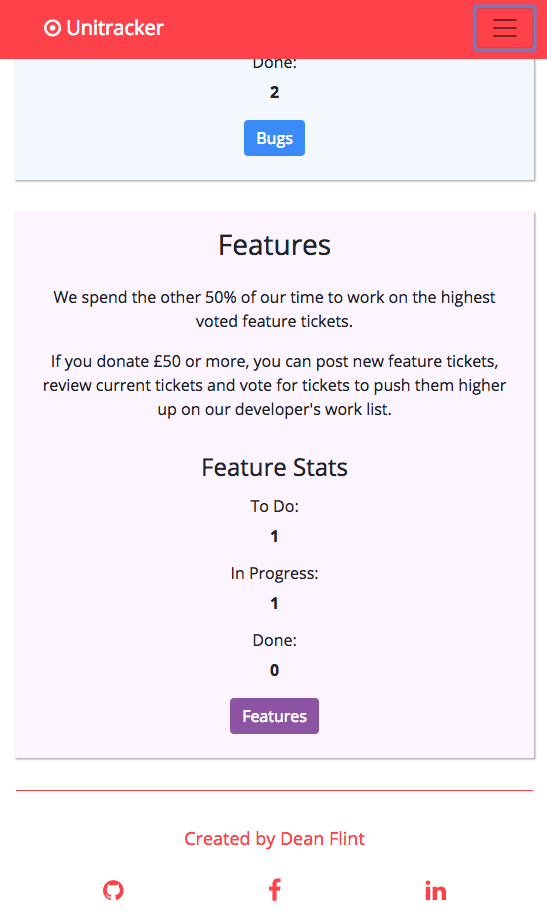 Unitracker
Done:
2
Bugs
Features
We spend the other 50% of our time to work on the highest
voted feature tickets.
If you donate £50 or more, you can post new feature tickets,
review current tickets and vote for tickets to push them higher
up on our developer's work list.
Feature Stats
To Do:
1
In Progress:
1
Done:
0
Features
Created by Dean Flint